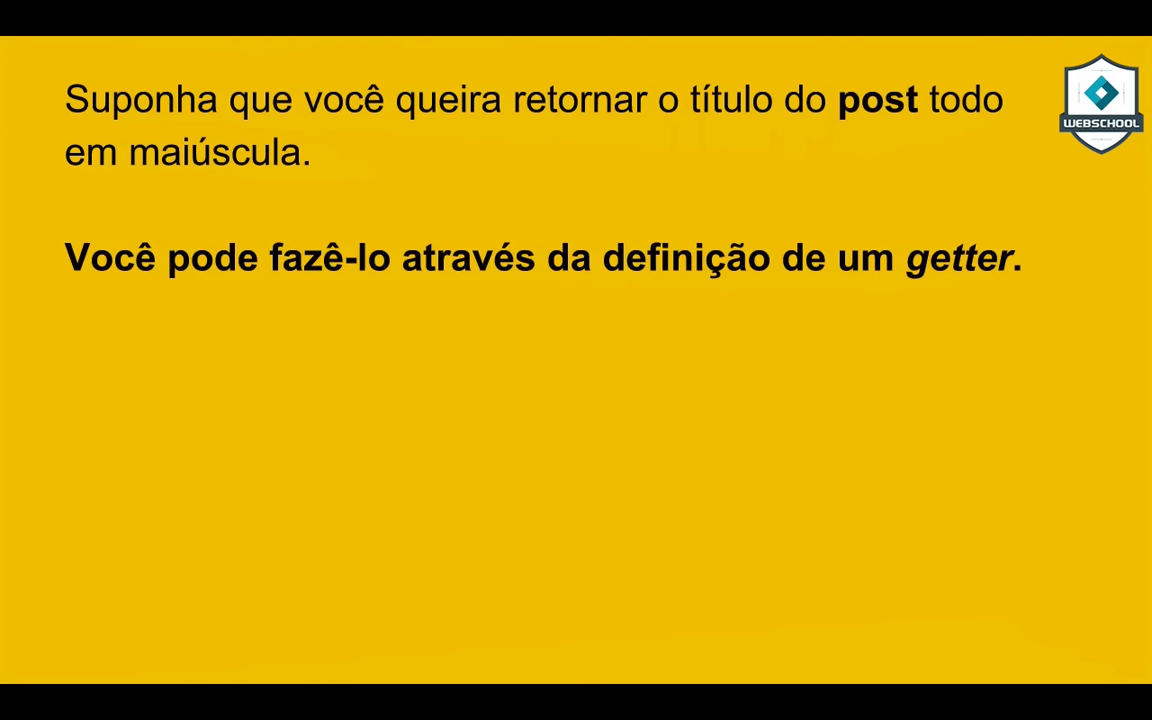 Suponha que você queira retornar o título do post todo
em maiúscula.
Você pode fazê-lo através da definição de um getter.
WEBSCHOOL